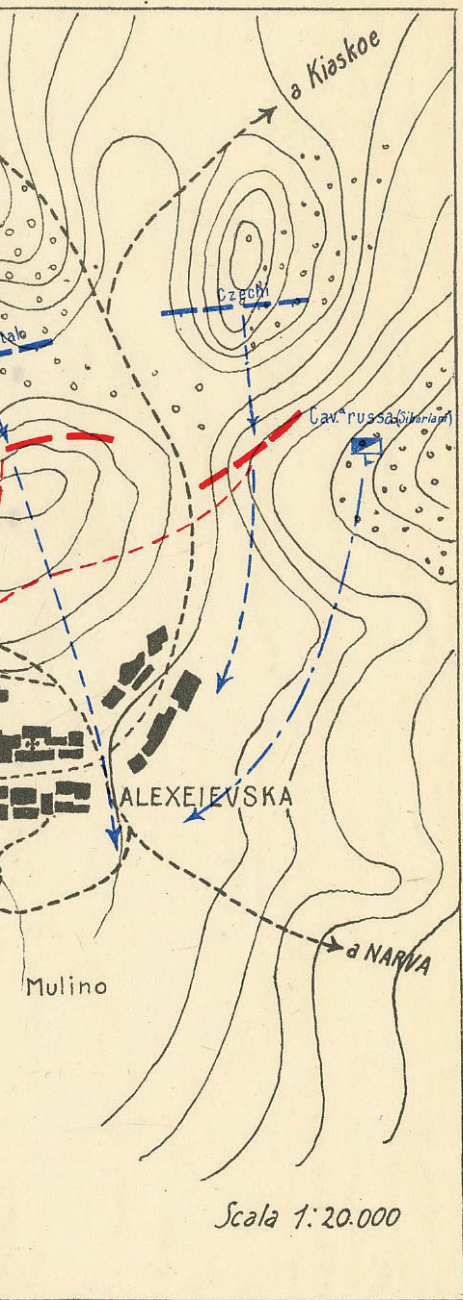 a Kiaskoe
Czechi
Cav.ª russa (Siberiani)
ALEXEIEVSKA
a NARVA
Mulino
Scala 1:20.000